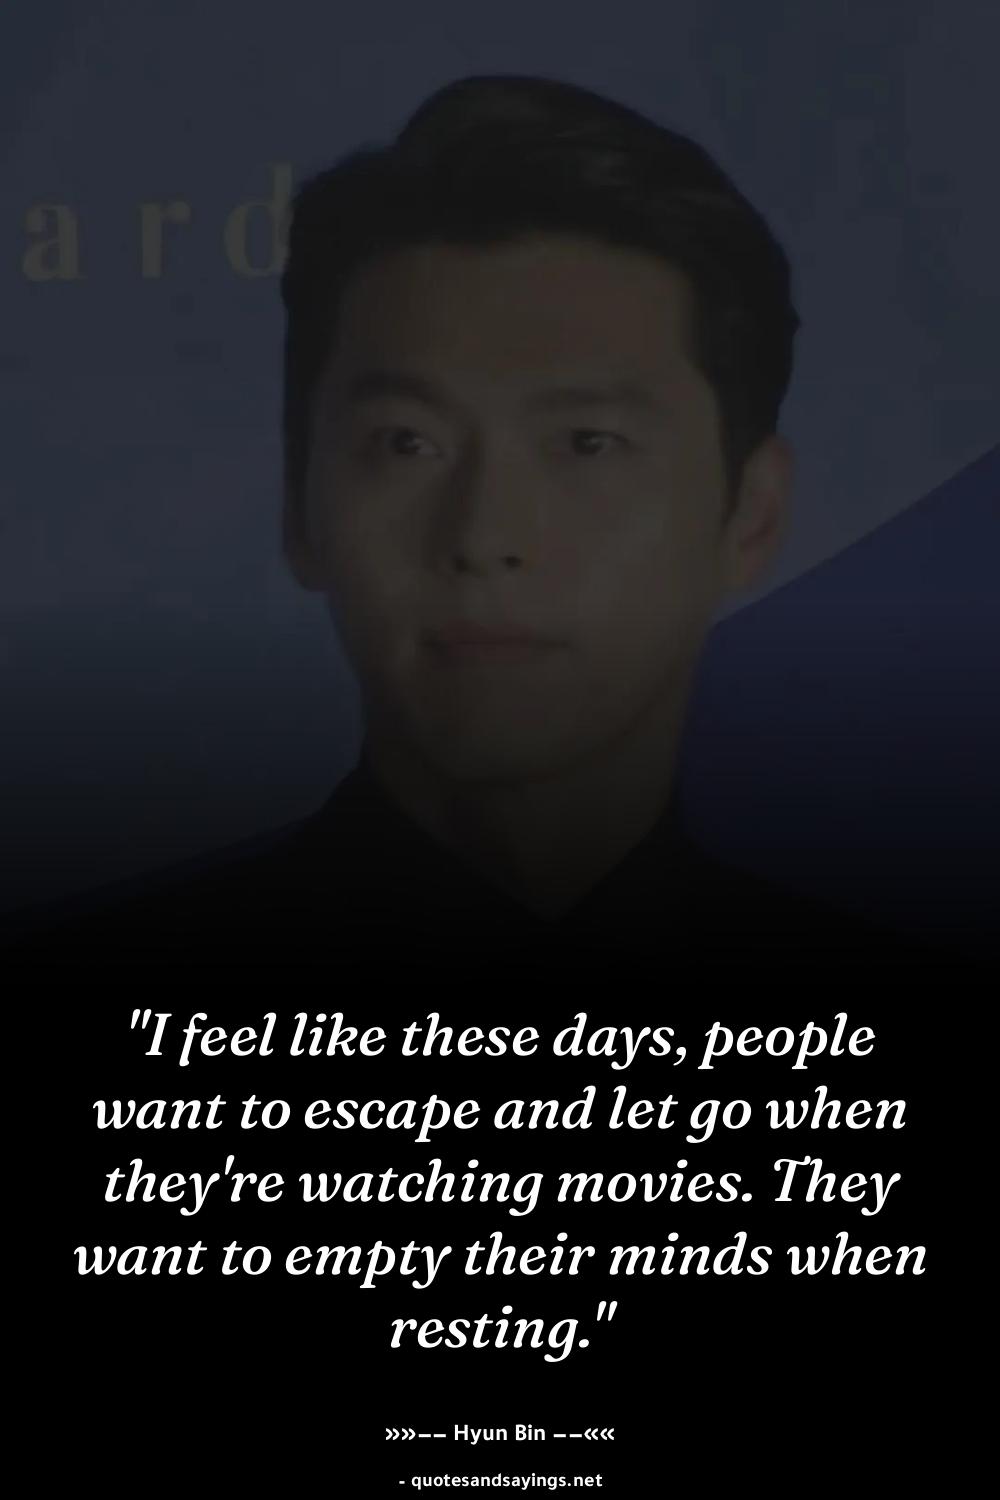 ard
"I feel like these days, people
want to escape and let go when
they're watching movies. They
want to empty their minds when
resting."
»»−− Hyun Bin −−««
- quotesandsayings.net